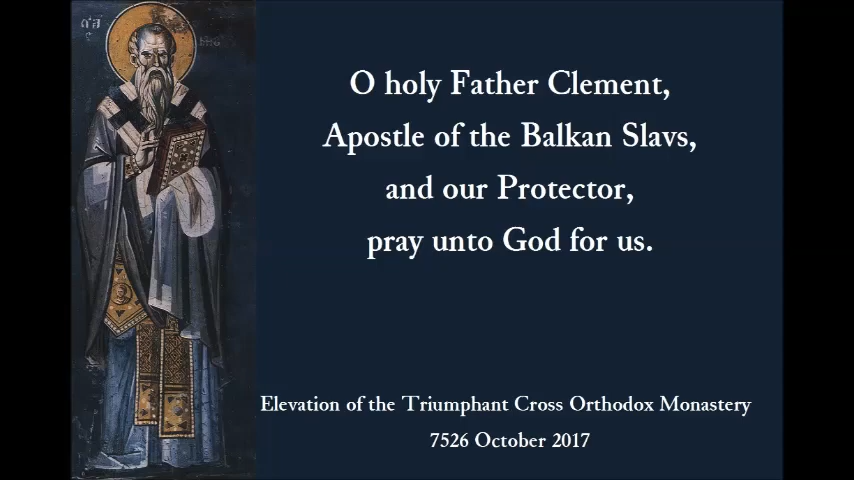 O holy Father Clement,
Apostle of the Balkan Slavs,
and our Protector,
pray unto God for us.
Elevation of the Triumphant Cross Orthodox Monastery
7526 October 2017